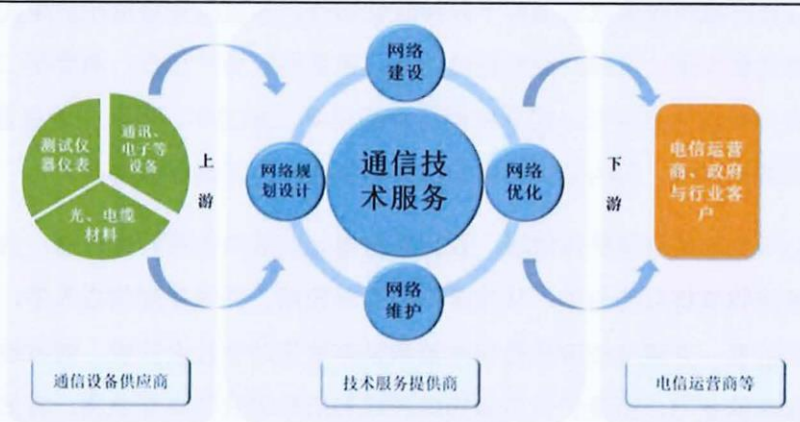 测试仪
器仪表
通讯、
电子等
设备
光、电缆
材料
上
游
网络
建设
网络规
划设计
通信技
术服务
网络
优化
网络
维护
下
游
电信运营
商、政府
与行业客
户
通信设备供应商
技术服务提供商
电信运营商等